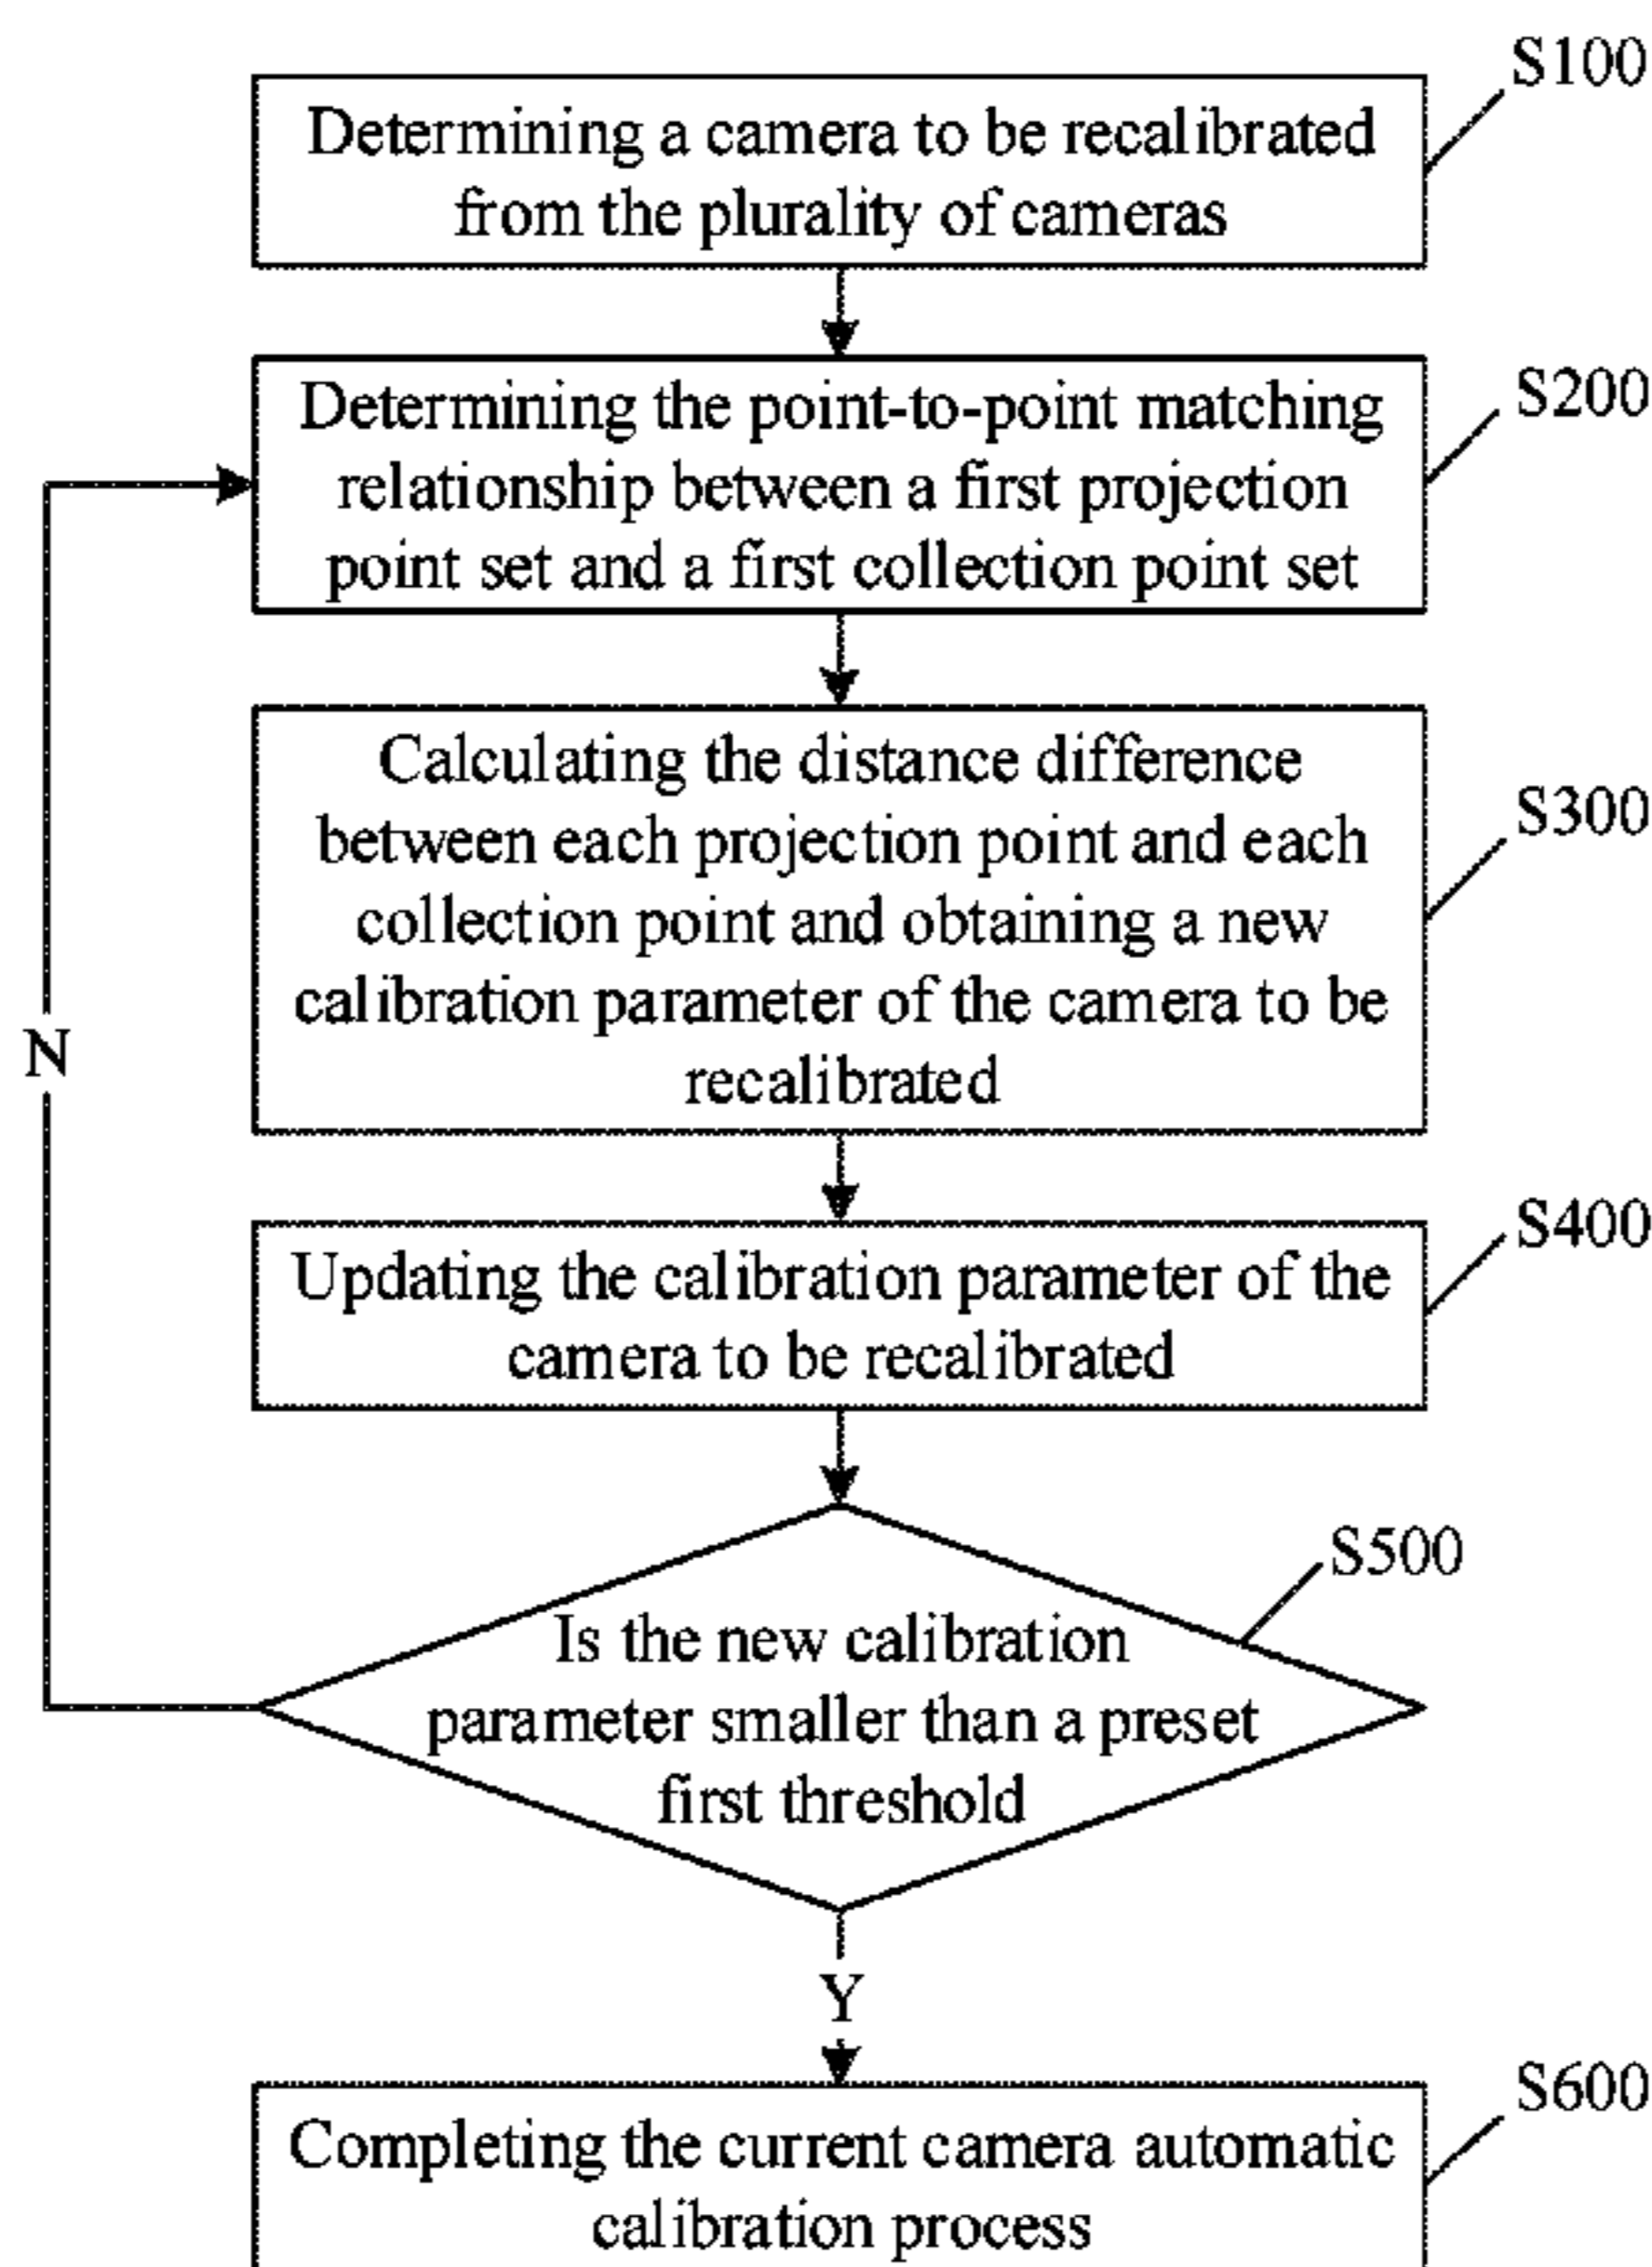 S100
Determining a camera to be recalibrated
from the plurality of cameras
S200
Determining the point-to-point matching
relationship between a first projection
point set and a first collection point set
S300
Calculating the distance difference
between each projection point and each
collection point and obtaining a new
calibration parameter of the camera to be
recalibrated
N
S400
Updating the calibration parameter of the
camera to be recalibrated
S500
Is the new calibration
parameter smaller than a preset
first threshold
Y
S600
Completing the current camera automatic
calibration process